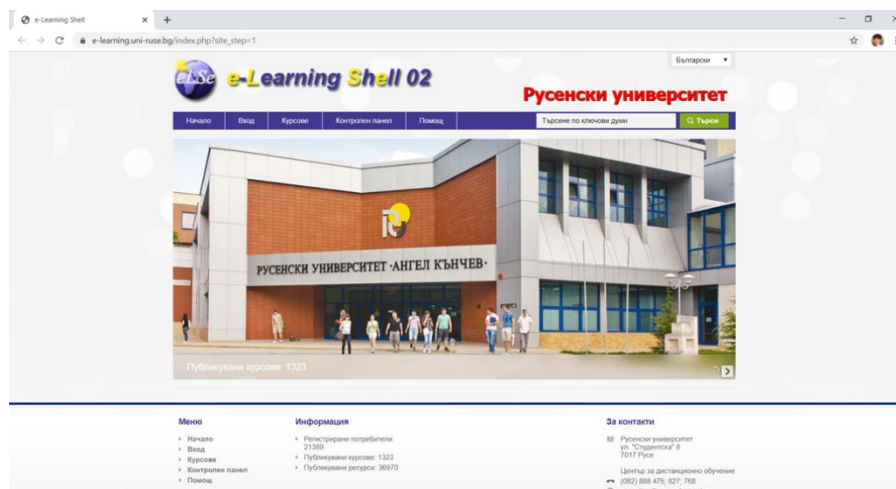 e-Learning Shell
e-learning.uni-ruse.bg/index.php?site_step=1
Български
eLSe e-Learning Shell 02
Русенски университет
Начало Вход Курсове Контролен панел Помощ Търсене по ключови думи Търси
РУСЕНСКИ УНИВЕРСИТЕТ ·АНГЕЛ КЪНЧЕВ·
Публикувани курсове: 1323
Меню
Начало
Вход
Курсове
Контролен панел
Помощ
Информация
Регистрирани потребители:
21389
Публикувани курсове: 1323
Публикувани ресурси: 36970
За контакти
Русенски университет
ул. "Студентска" 8
7017 Русе
Център за дистанционно обучение
(082) 888 475; 827; 768